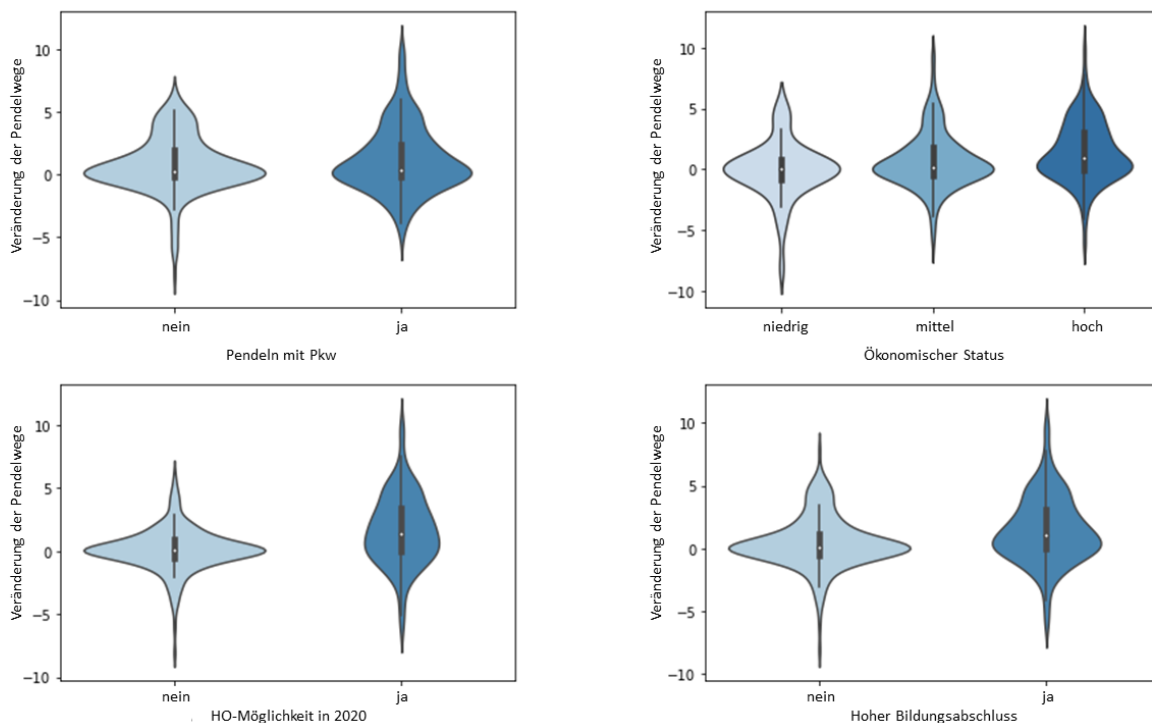 Veränderung der Pendelwege
10
5
0
−5
−10
nein ja
Pendeln mit Pkw
Veränderung der Pendelwege
10
5
0
−5
−10
niedrig mittel hoch
Ökonomischer Status
Veränderung der Pendelwege
10
5
0
−5
−10
nein ja
HO-Möglichkeit in 2020
Veränderung der Pendelwege
10
5
0
−5
−10
nein ja
Hoher Bildungsabschluss